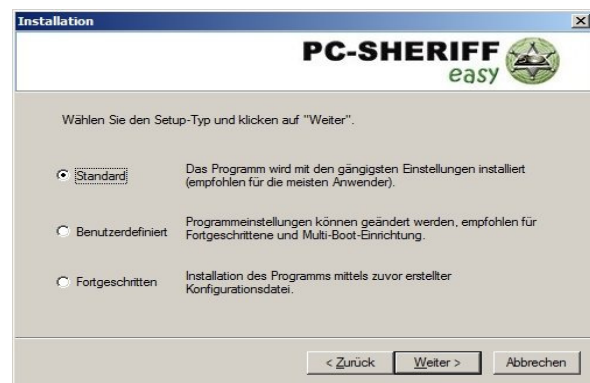 Installation
PC-SHERIFF
easy
Wählen Sie den Setup-Typ und klicken auf "Weiter".
Standard
Das Programm wird mit den gängigsten Einstellungen installiert
(empfohlen für die meisten Anwender).
Benutzerdefiniert
Programmeinstellungen können geändert werden, empfohlen für
Fortgeschrittene und Multi-Boot-Einrichtung.
Fortgeschritten
Installation des Programms mittels zuvor erstellter
Konfigurationsdatei.
< Zurück Weiter > Abbrechen